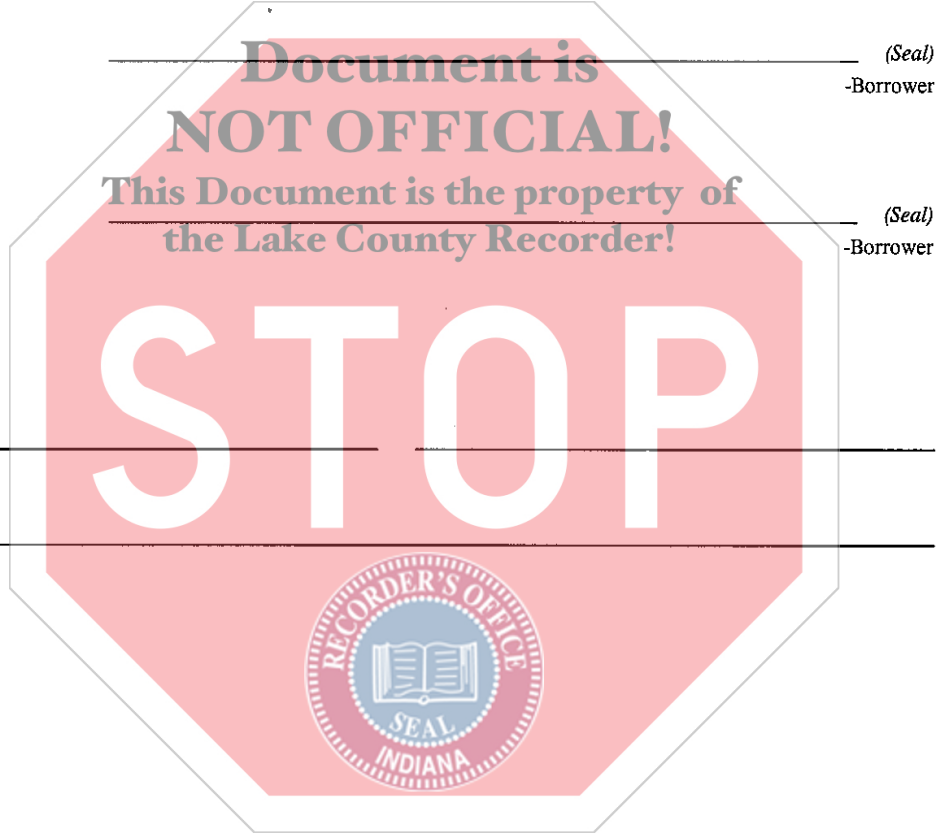 Document is
(Seal)
-Borrower
NOT OFFICIAL!
This Document is the property of
(Seal)
the Lake County Recorder!
-Borrower
STOP
RECORDER'S OFFICE
SEAL
INDIANA